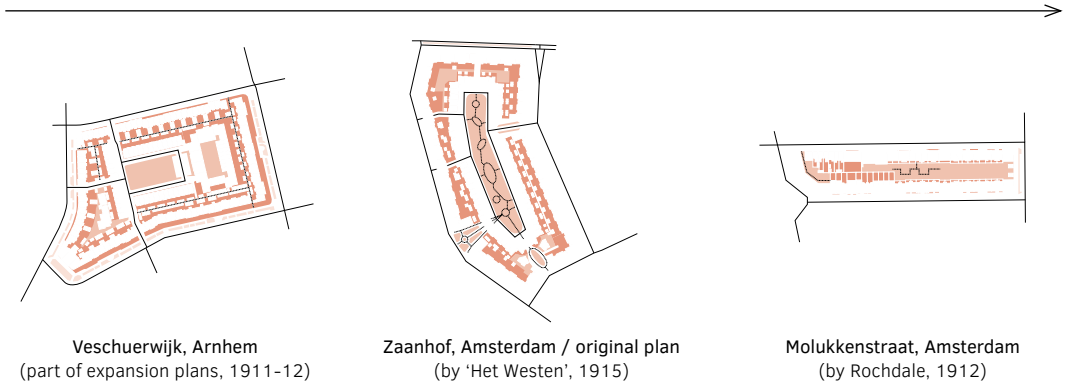 Veschuerwijk, Arnhem
(part of expansion plans, 1911-12)
Zaanhof, Amsterdam / original plan
(by ‘Het Westen’, 1915)
Molukkenstraat, Amsterdam
(by Rochdale, 1912)